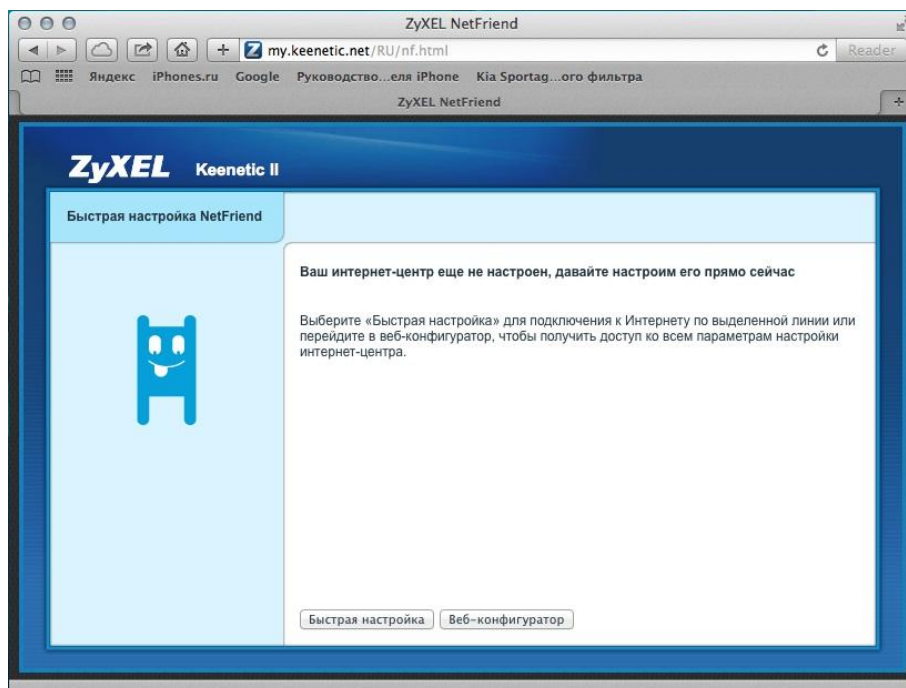 ZyXEL NetFriend
my.keenetic.net/RU/nf.html
Reader
Яндекс iPhones.ru Google Руководство...еля iPhone Kia Sportag...ого фильтра
ZyXEL NetFriend
ZyXEL Keenetic II
Быстрая настройка NetFriend
Ваш интернет-центр еще не настроен, давайте настроим его прямо сейчас
Выберите «Быстрая настройка» для подключения к Интернету по выделенной линии или
перейдите в веб-конфигуратор, чтобы получить доступ ко всем параметрам настройки
интернет-центра.
Быстрая настройка Веб-конфигуратор